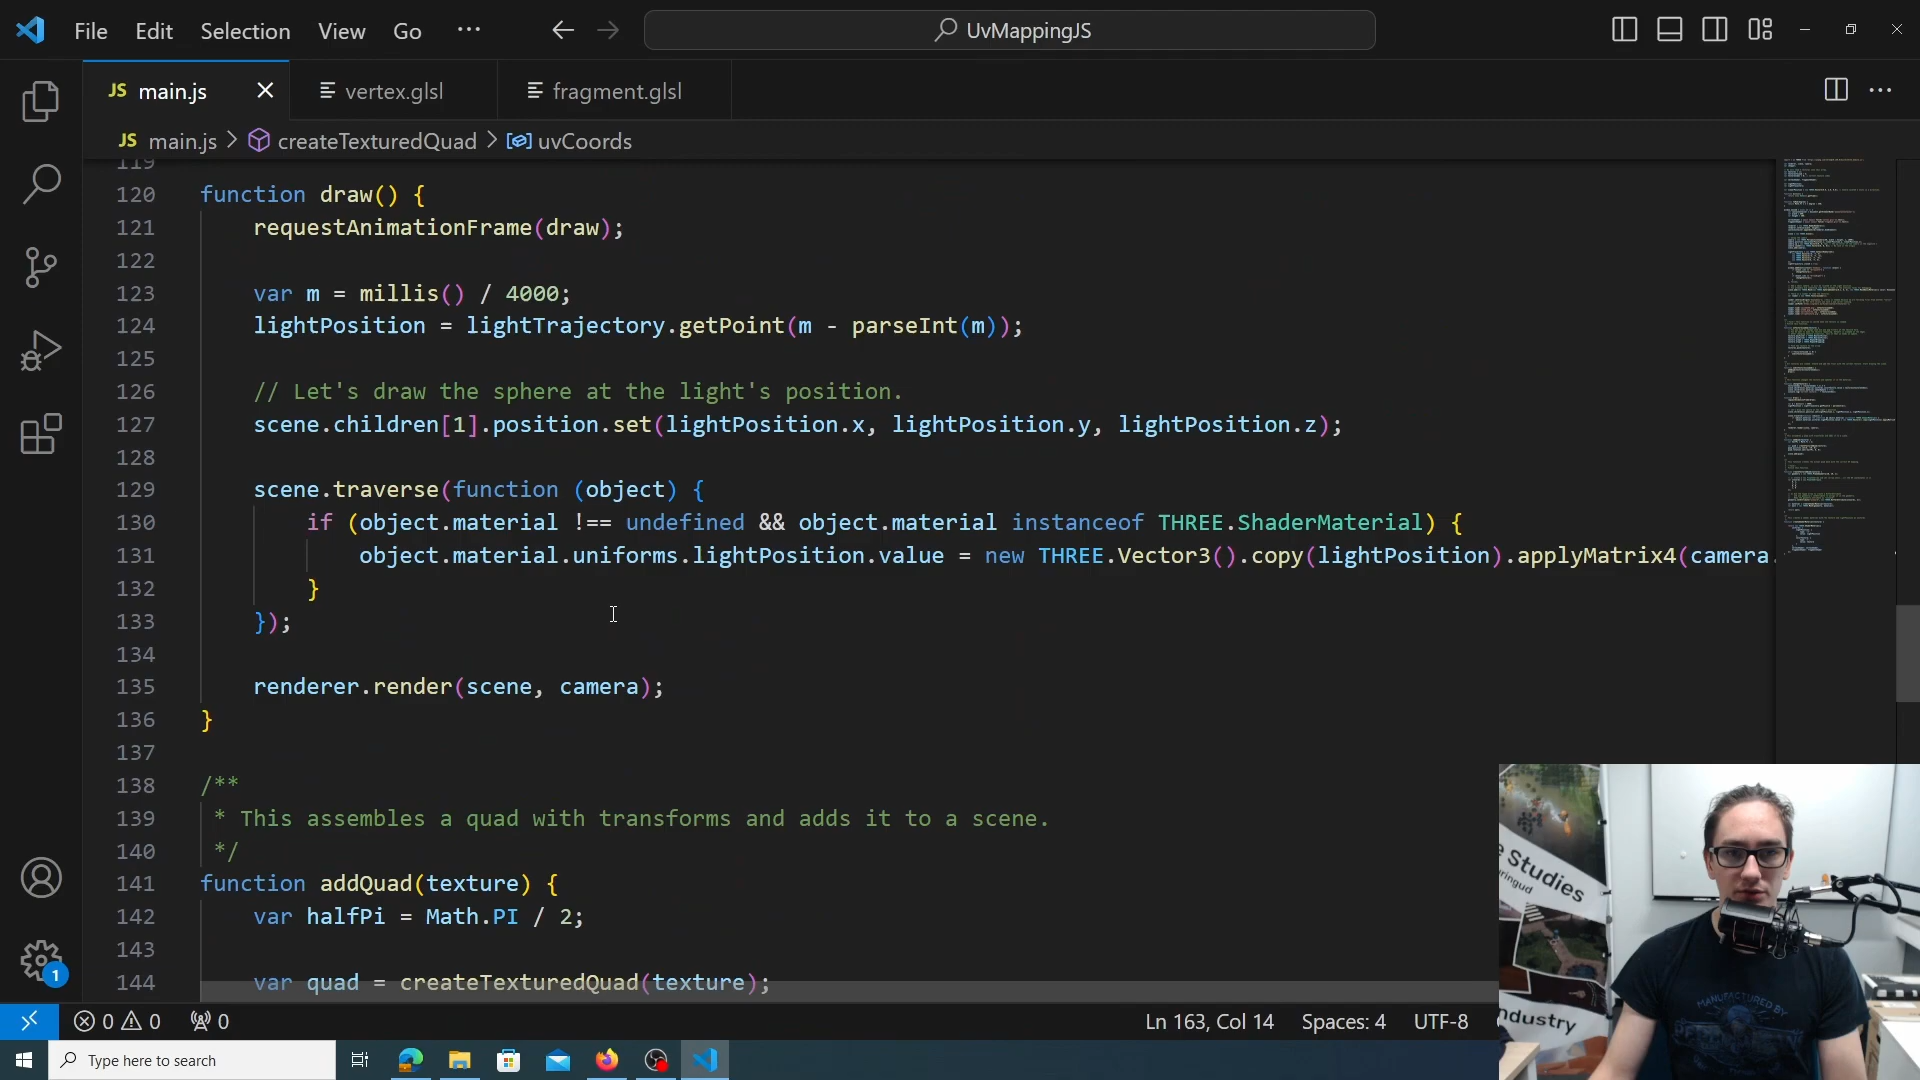 File Edit Selection View Go ··· UvMappingJS
JS main.js vertex.glsl fragment.glsl
JS main.js > createTexturedQuad > uvCoords
119
120 function draw() {
121 requestAnimationFrame(draw);
122
123 var m = millis() / 4000;
124 lightPosition = lightTrajectory.getPoint(m - parseInt(m));
125
126 // Let's draw the sphere at the light's position.
127 scene.children[1].position.set(lightPosition.x, lightPosition.y, lightPosition.z);
128
129 scene.traverse(function (object) {
130 if (object.material !== undefined && object.material instanceof THREE.ShaderMaterial) {
131 object.material.uniforms.lightPosition.value = new THREE.Vector3().copy(lightPosition).applyMatrix4(camera.
132 }
133 });
134
135 renderer.render(scene, camera);
136 }
137
138 /**
139 * This assembles a quad with transforms and adds it to a scene.
140 */
141 function addQuad(texture) {
142 var halfPi = Math.PI / 2;
143
144 var quad = createTexturedQuad(texture);
e Studies
ringud
MANUFACTURED BY
ndustry
1
0 0 0 Ln 163, Col 14 Spaces: 4 UTF-8
Type here to search